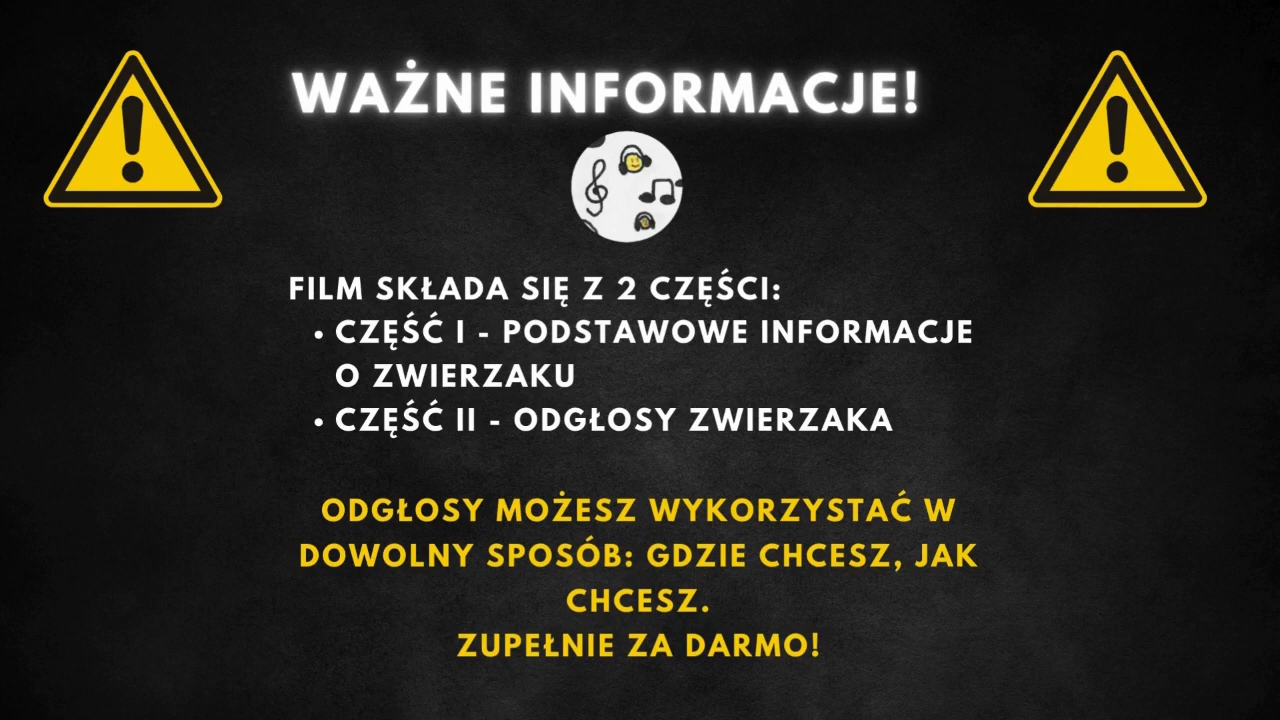 WAŻNE INFORMACJE!
FILM SKŁADA SIĘ Z 2 CZĘŚCI:
• CZĘŚĆ I - PODSTAWOWE INFORMACJE
O ZWIERZAKU
• CZĘŚĆ II - ODGŁOSY ZWIERZAKA
ODGŁOSY MOŻESZ WYKORZYSTAĆ W
DOWOLNY SPOSÓB: GDZIE CHCESZ, JAK
CHCESZ.
ZUPEŁNIE ZA DARMO!